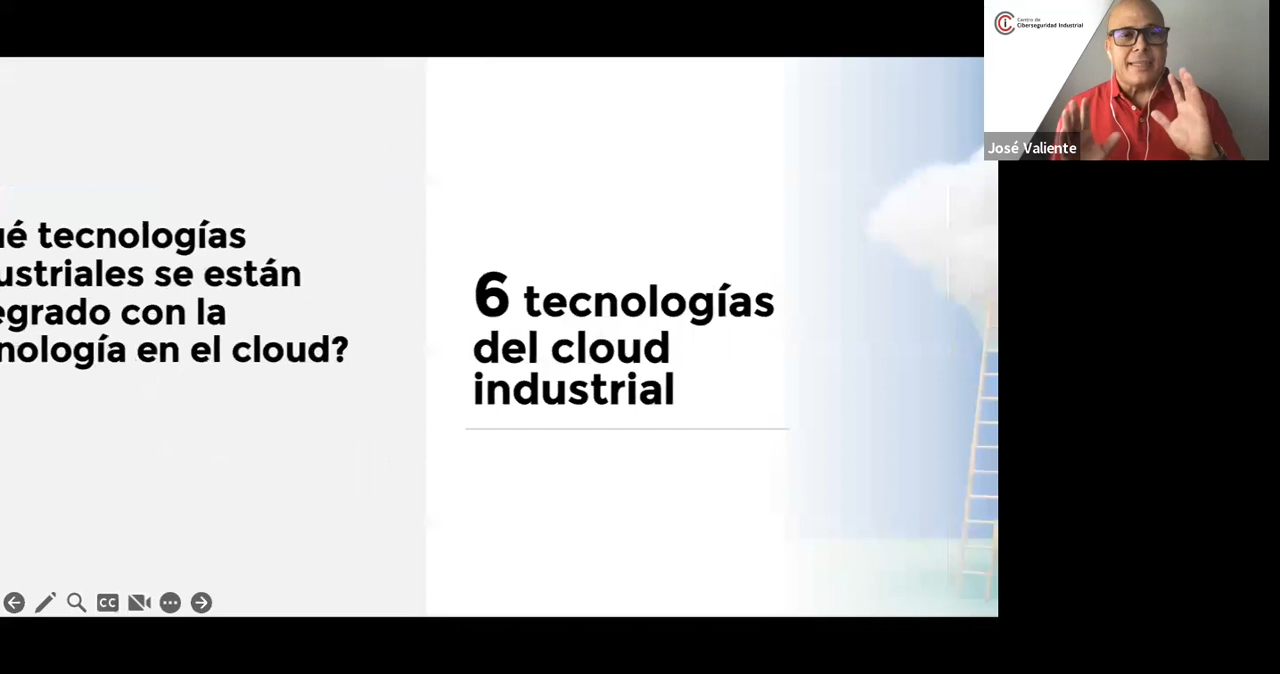 Centro de
Ciberseguridad Industrial
José Valiente
ué tecnologías
ustriales se están
egrado con la
nología en el cloud?
6 tecnologías
del cloud
industrial
CC